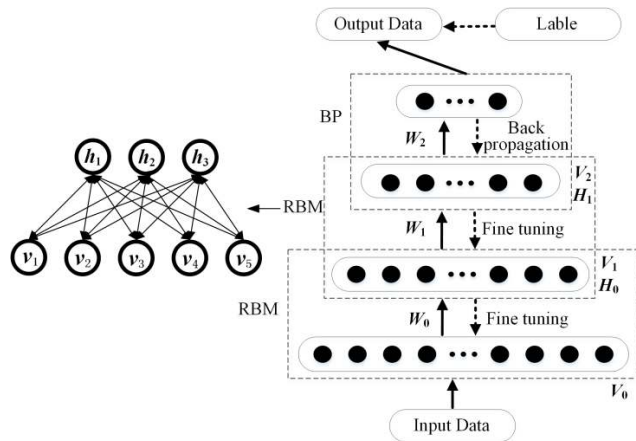 Output Data
Lable
BP
W2
Back
propagation
h1
h2
h3
V2
H1
RBM
W1
Fine tuning
v1
v2
v3
v4
v5
V1
H0
RBM
W0
Fine tuning
V0
Input Data